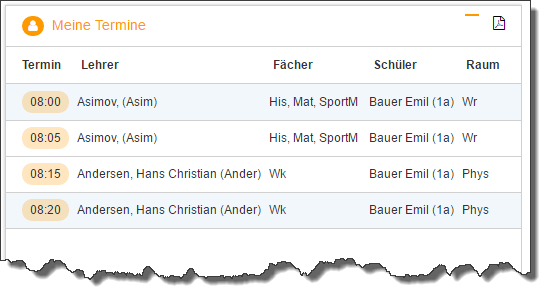 Meine Termine
Termin Lehrer Fächer Schüler Raum
08:00 Asimov, (Asim) His, Mat, SportM Bauer Emil (1a) Wr
08:05 Asimov, (Asim) His, Mat, SportM Bauer Emil (1a) Wr
08:15 Andersen, Hans Christian (Ander) Wk Bauer Emil (1a) Phys
08:20 Andersen, Hans Christian (Ander) Wk Bauer Emil (1a) Phys